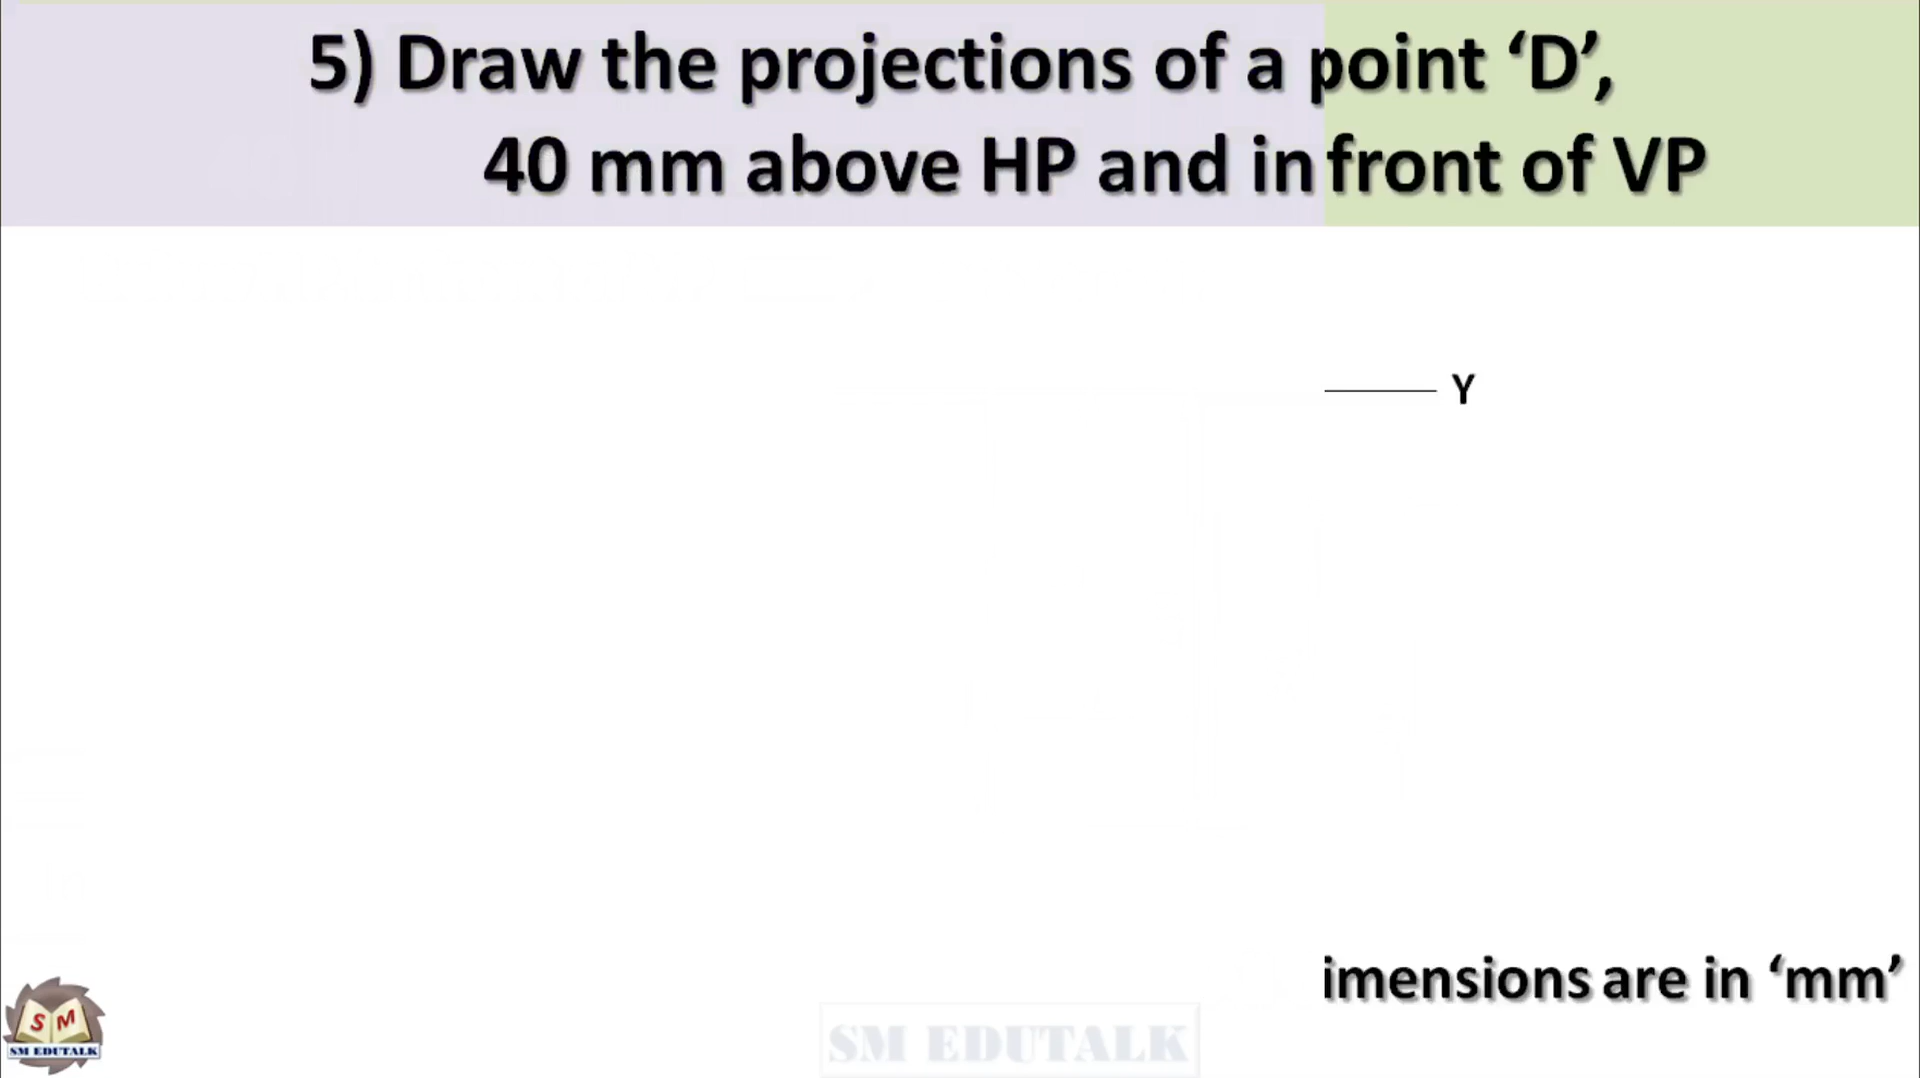 5) Draw the projections of a point ‘D’,
40 mm above HP and in front of VP
Y
imensions are in ‘mm’
S M
SM EDUTALK
SM EDUTALK